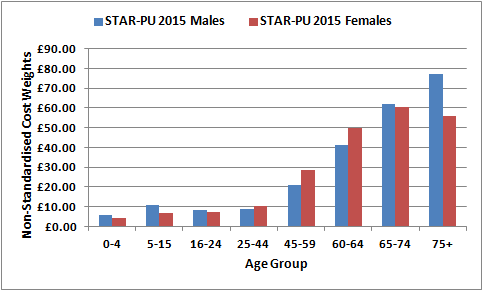 STAR-PU 2015 Males STAR-PU 2015 Females
Non-Standardised Cost Weights
£90.00
£80.00
£70.00
£60.00
£50.00
£40.00
£30.00
£20.00
£10.00
£0.00
0-4 5-15 16-24 25-44 45-59 60-64 65-74 75+
Age Group